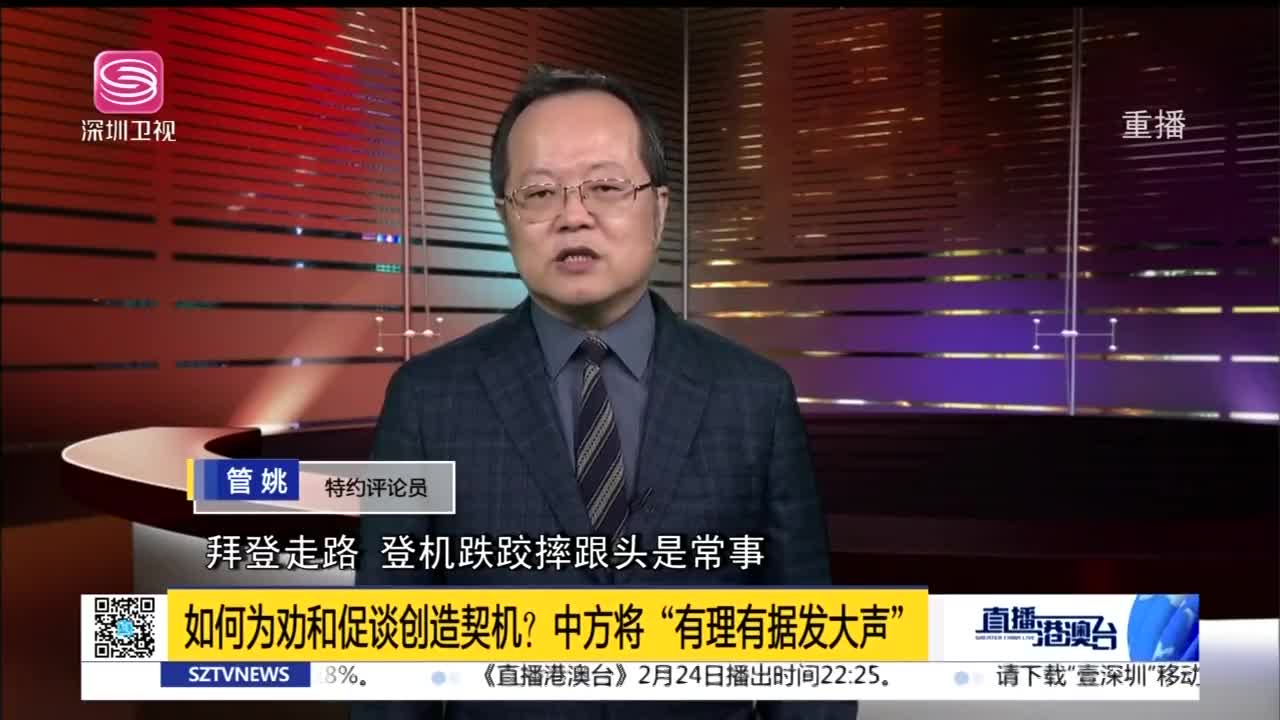 深圳卫视
重播
管姚
特约评论员
拜登走路 登机跌跤摔跟头是常事
如何为劝和促谈创造契机？中方将“有理有据发大声”
直播港澳台
GREATER CHINA LIVE
SZTVNEWS
8%。 《直播港澳台》2月24日播出时间22:25。 请下载“壹深圳”移动